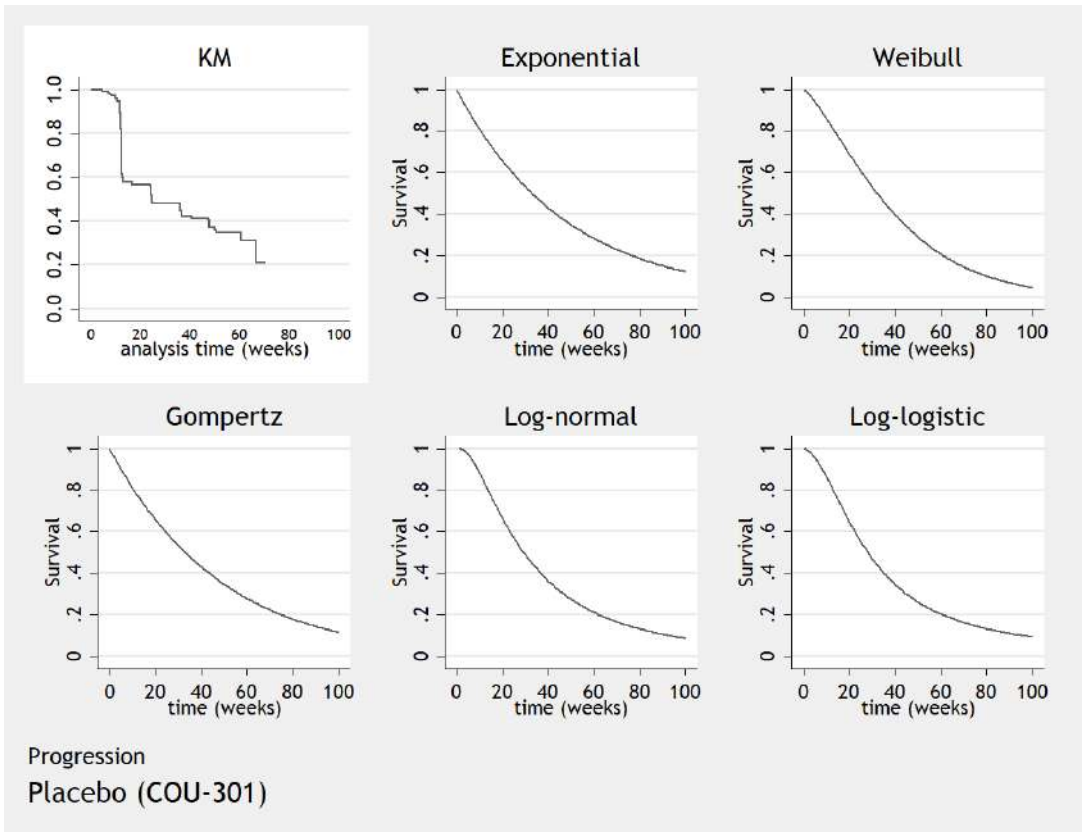 KM
1.0
0.8
0.6
0.4
0.2
0.0
0 20 40 60 80 100
analysis time (weeks)
Exponential
Survival
1
.8
.6
.4
.2
0
0 20 40 60 80 100
time (weeks)
Weibull
Survival
1
.8
.6
.4
.2
0
0 20 40 60 80 100
time (weeks)
Gompertz
Survival
1
.8
.6
.4
.2
0
0 20 40 60 80 100
time (weeks)
Log-normal
Survival
1
.8
.6
.4
.2
0
0 20 40 60 80 100
time (weeks)
Log-logistic
Survival
1
.8
.6
.4
.2
0
0 20 40 60 80 100
time (weeks)
Progression
Placebo (COU-301)